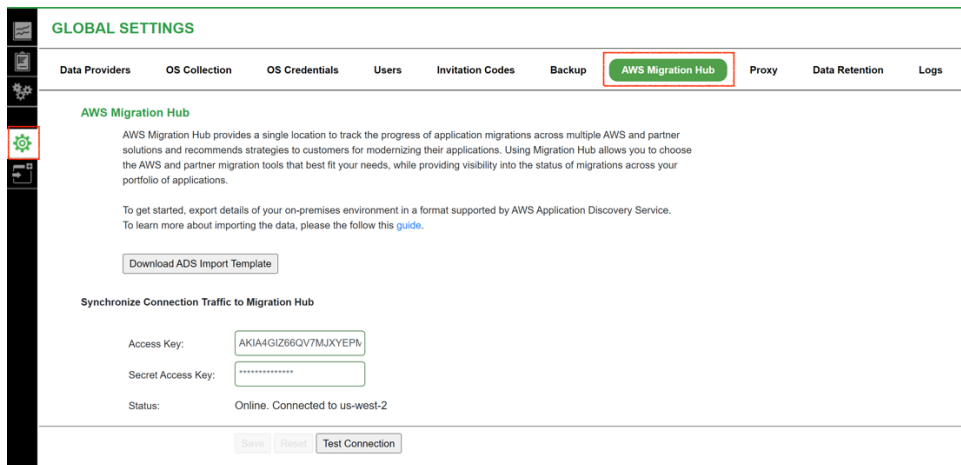 GLOBAL SETTINGS
Data Providers OS Collection OS Credentials Users Invitation Codes Backup AWS Migration Hub Proxy Data Retention Logs
AWS Migration Hub
AWS Migration Hub provides a single location to track the progress of application migrations across multiple AWS and partner
solutions and recommends strategies to customers for modernizing their applications. Using Migration Hub allows you to choose
the AWS and partner migration tools that best fit your needs, while providing visibility into the status of migrations across your
portfolio of applications.
To get started, export details of your on-premises environment in a format supported by AWS Application Discovery Service.
To learn more about importing the data, please the follow this guide.
Download ADS Import Template
Synchronize Connection Traffic to Migration Hub
Access Key: AKIA4GIZ66QV7MJXYEPM
Secret Access Key: **************
Status: Online. Connected to us-west-2
Save Reset Test Connection